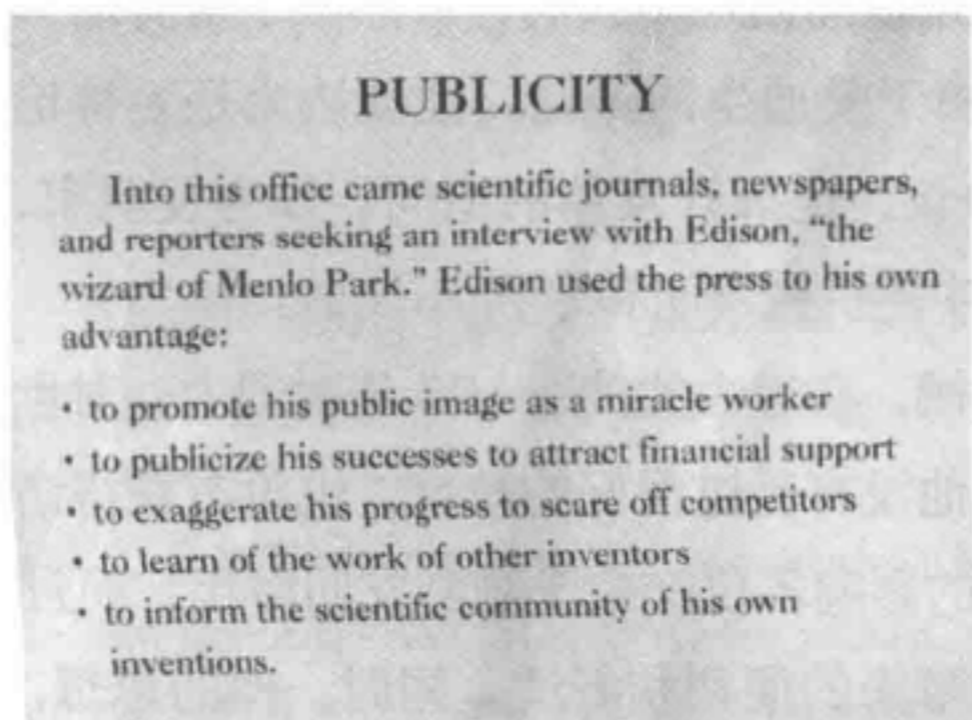 PUBLICITY
Into this office came scientific journals, newspapers,
and reporters seeking an interview with Edison, “the
wizard of Menlo Park." Edison used the press to his own
advantage:
• to promote his public image as a miracle worker
• to publicize his successes to attract financial support
• to exaggerate his progress to scare off competitors
• to learn of the work of other inventors
• to inform the scientific community of his own
inventions.